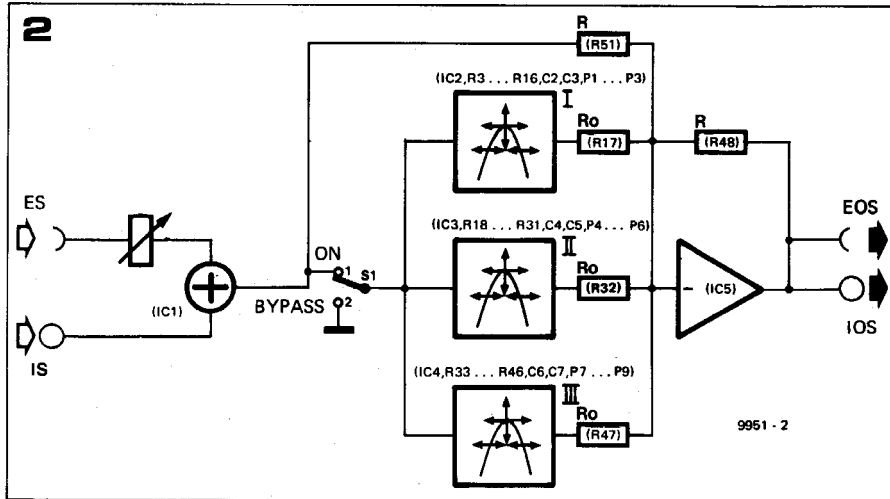 2
R
(R51)
(IC2,R3 ... R16,C2,C3,P1 ... P3)
I
Ro
(R17)
R
(R48)
ES
EOS
(IC3,R18 ... R31,C4,C5,P4 ... P6)
II
ON
1
S1
Ro
(R32)
(IC1)
BYPASS
2
-
(IC5)
IS
IOS
(IC4,R33 ... R46,C6,C7,P7 ... P9)
III
Ro
(R47)
9951 - 2